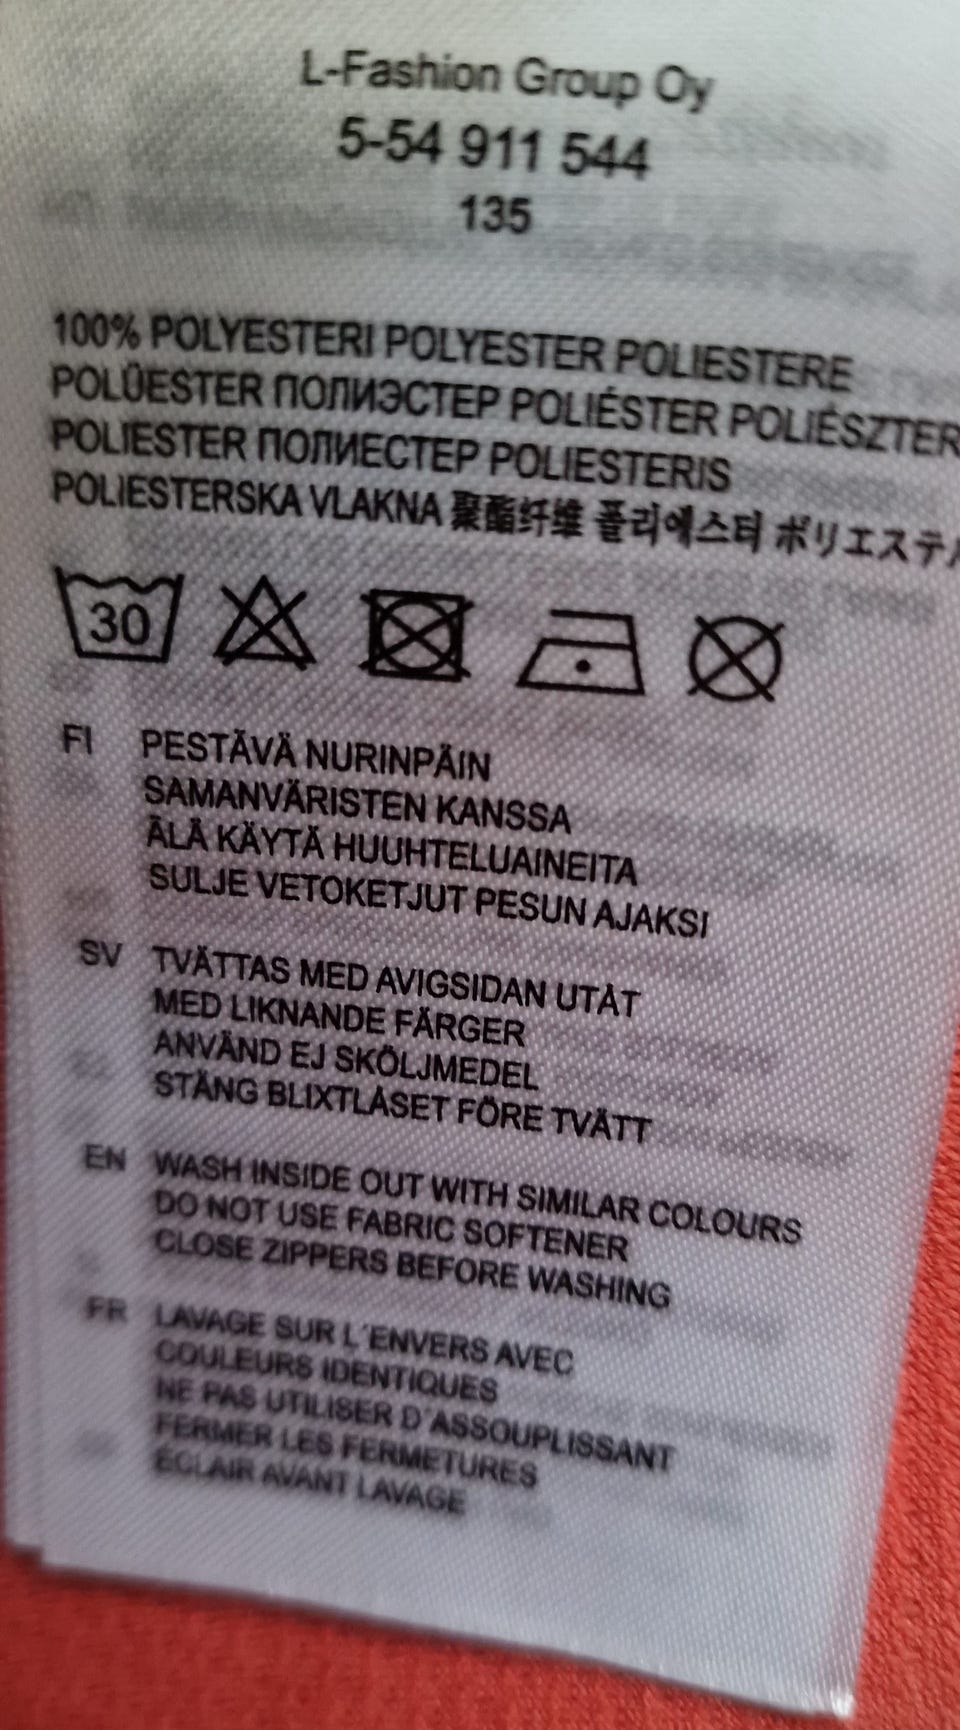 L-Fashion Group Oy
5-54 911 544
135
100% POLYESTERI POLYESTER POLIESTERE
POLÜESTER ПОЛИЭСТЕР POLIÉSTER POLIÉSZTER
POLIESTER ПОЛИЕСТЕР POLIESTERIS
POLIESTERSKA VLAKNA 聚酯纤维 폴리에스터 ポリエステル
30
FI PESTÄVÄ NURINPÄIN
SAMANVÄRISTEN KANSSA
ÄLÄ KÄYTÄ HUUHTELUAINEITA
SULJE VETOKETJUT PESUN AJAKSI
SV TVÄTTAS MED AVIGSIDAN UTÅT
MED LIKNANDE FÄRGER
ANVÄND EJ SKÖLJMEDEL
STÄNG BLIXTLÅSET FÖRE TVÄTT
EN WASH INSIDE OUT WITH SIMILAR COLOURS
DO NOT USE FABRIC SOFTENER
CLOSE ZIPPERS BEFORE WASHING
FR LAVAGE SUR L´ENVERS AVEC
COULEURS IDENTIQUES
NE PAS UTILISER D´ASSOUPLISSANT
FERMER LES FERMETURES
ÉCLAIR AVANT LAVAGE